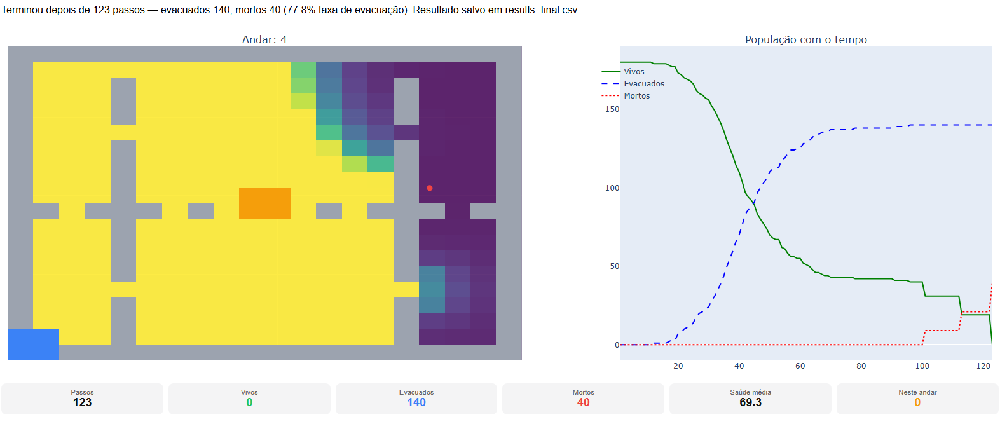 Terminou depois de 123 passos — evacuados 140, mortos 40 (77.8% taxa de evacuação). Resultado salvo em results_final.csv
Andar: 4
População com o tempo
Vivos
Evacuados
Mortos
150
100
50
0
20
40
60
80
100
120
Passos
123
Vivos
0
Evacuados
140
Mortos
40
Saúde média
69.3
Neste andar
0